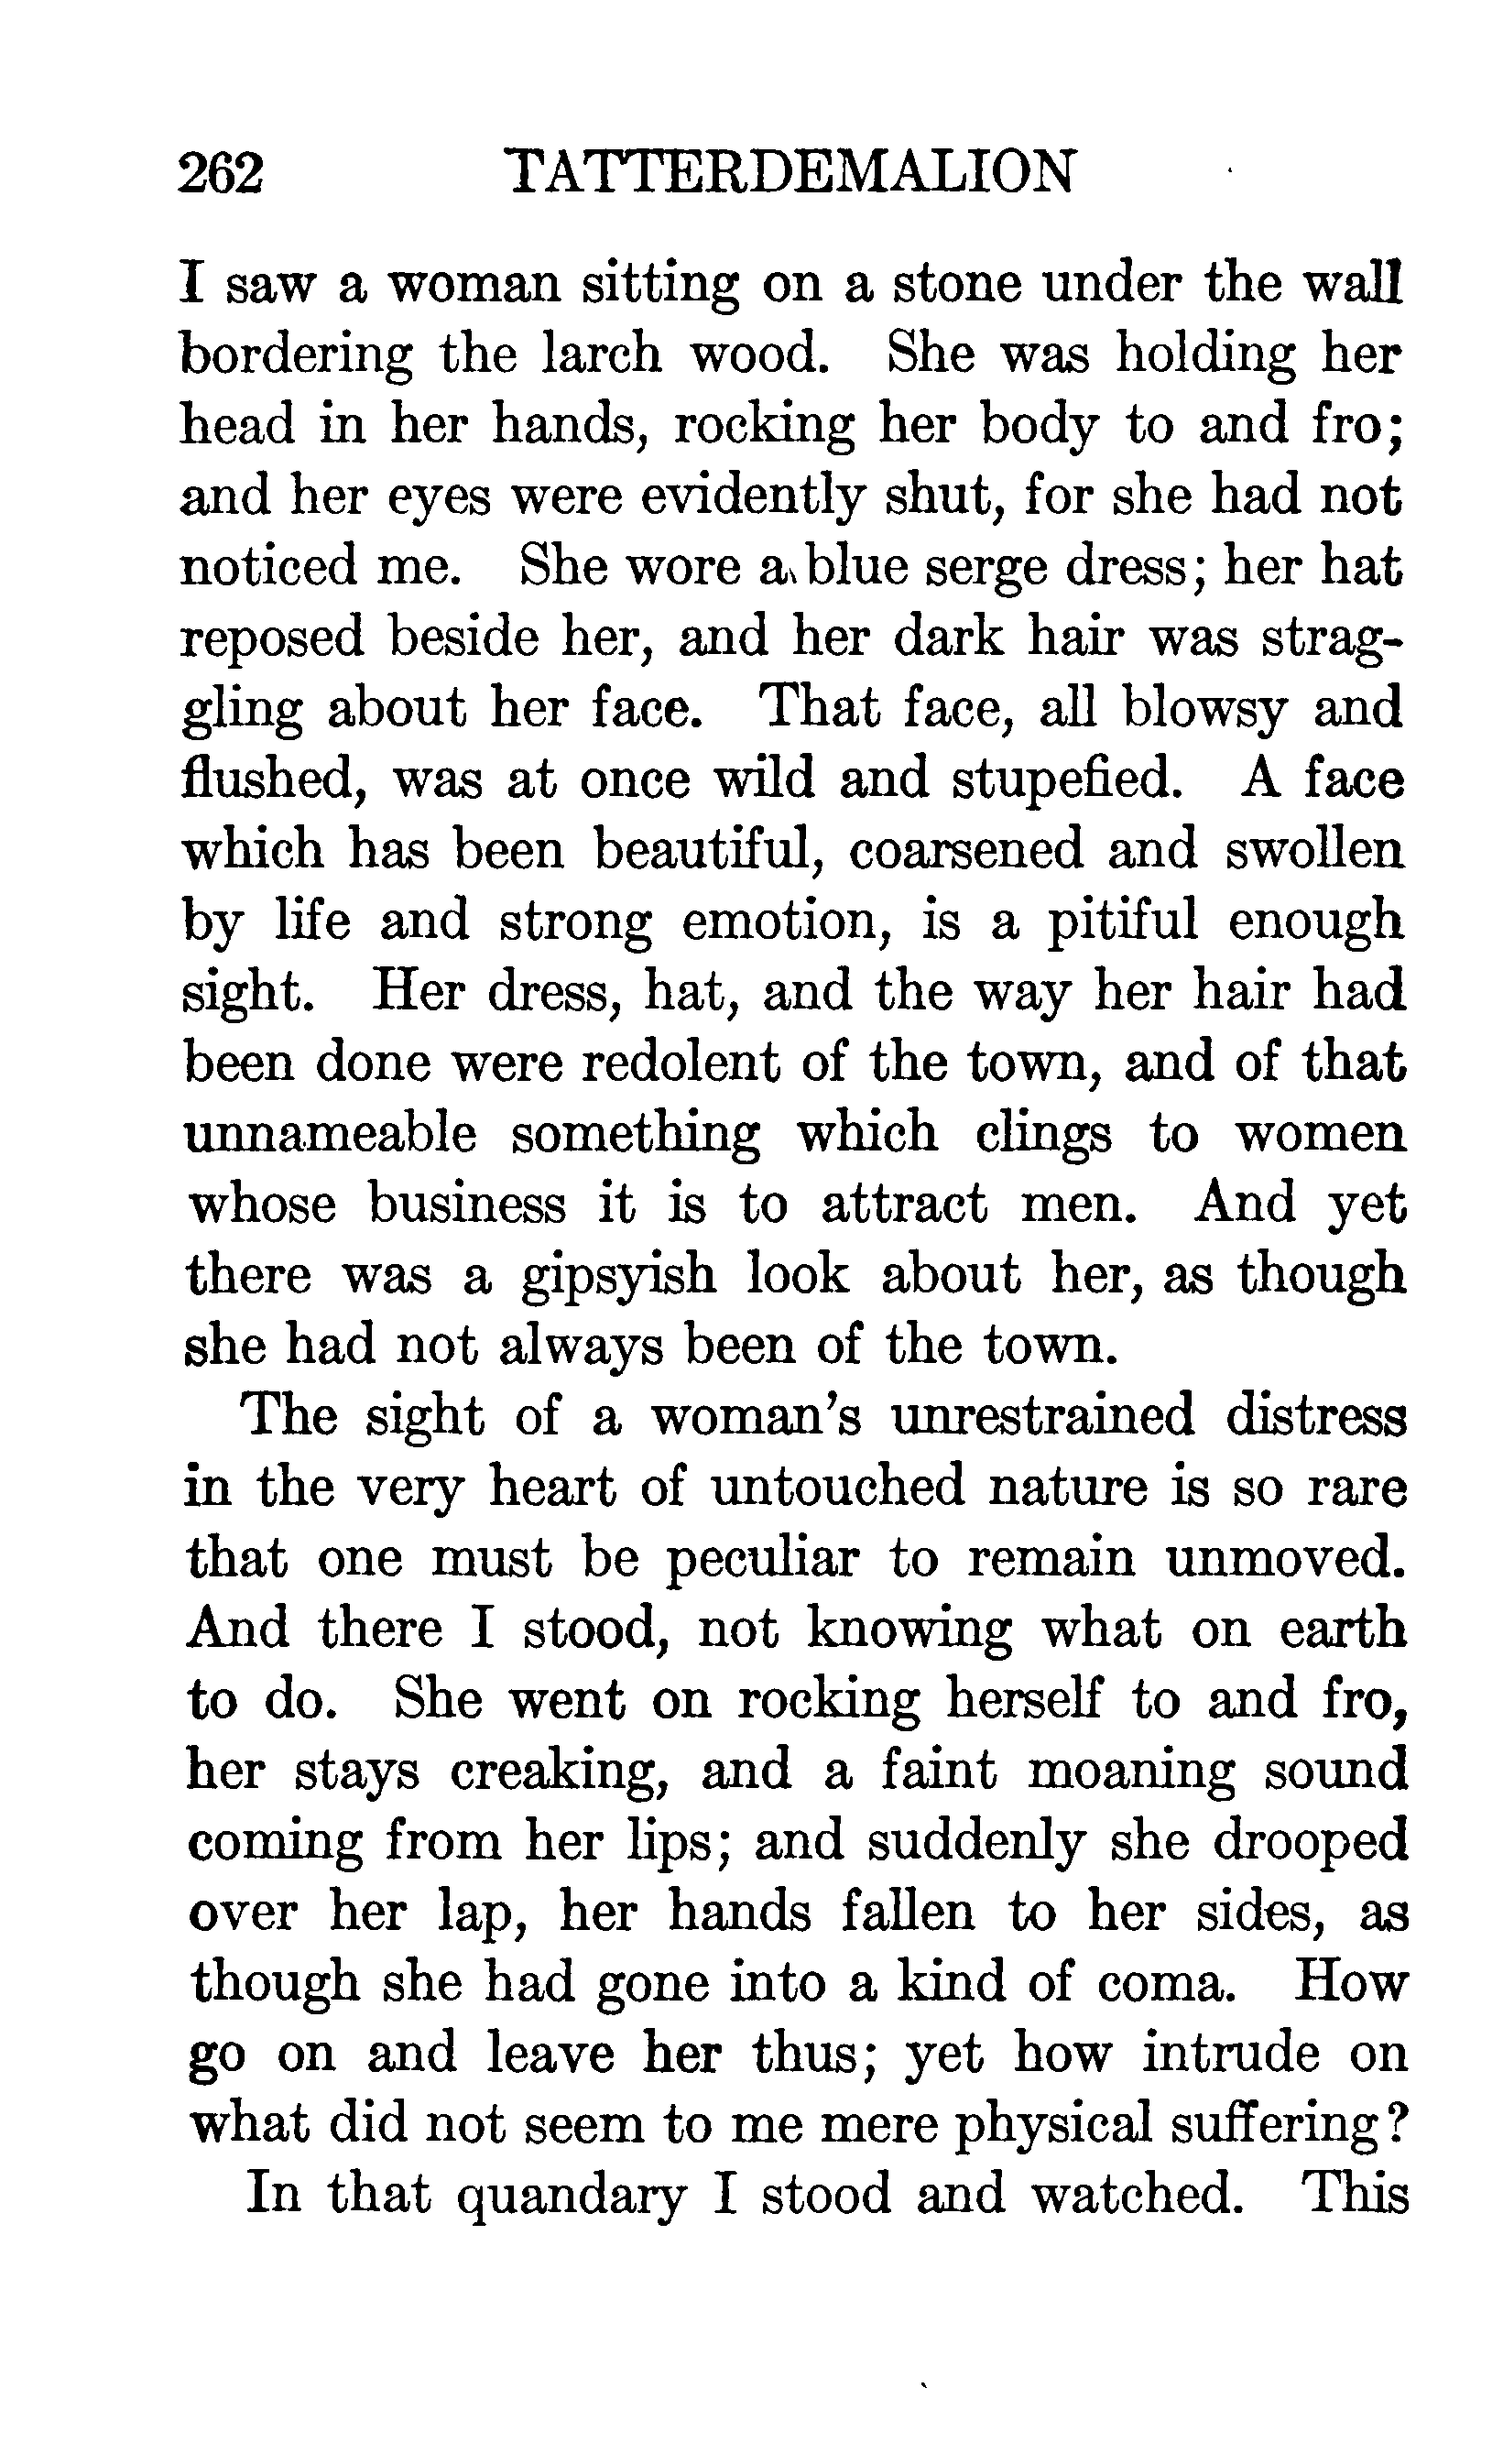 262 TATTERDEMALION
I saw a woman sitting on a stone under the wall
bordering the larch wood. She was holding her
head in her hands, rocking her body to and fro;
and her eyes were evidently shut, for she had not
noticed me. She wore a blue serge dress; her hat
reposed beside her, and her dark hair was strag-
gling about her face. That face, all blowsy and
flushed, was at once wild and stupefied. A face
which has been beautiful, coarsened and swollen
by life and strong emotion, is a pitiful enough
sight. Her dress, hat, and the way her hair had
been done were redolent of the town, and of that
unnameable something which clings to women
whose business it is to attract men. And yet
there was a gipsyish look about her, as though
she had not always been of the town.
The sight of a woman's unrestrained distress
in the very heart of untouched nature is so rare
that one must be peculiar to remain unmoved.
And there I stood, not knowing what on earth
to do. She went on rocking herself to and fro,
her stays creaking, and a faint moaning sound
coming from her lips; and suddenly she drooped
over her lap, her hands fallen to her sides, as
though she had gone into a kind of coma. How
go on and leave her thus; yet how intrude on
what did not seem to me mere physical suffering?
In that quandary I stood and watched. This